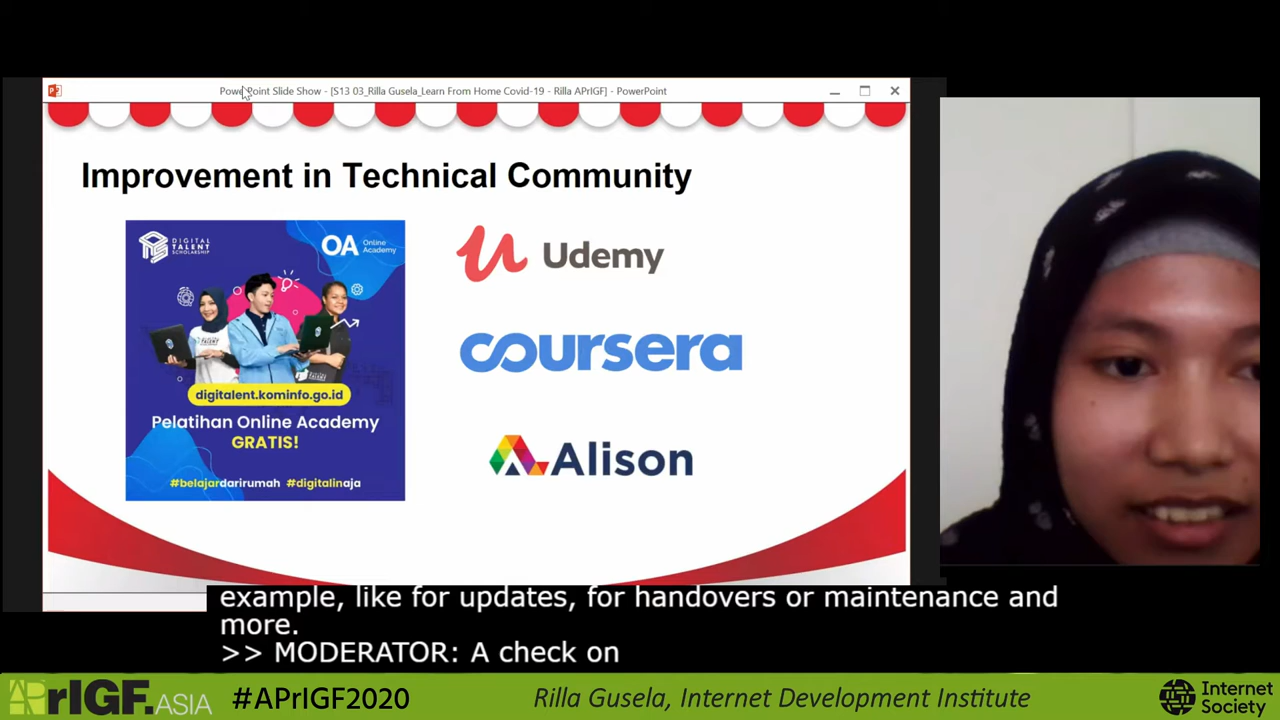 PowerPoint Slide Show - [S13 03_Rilla Gusela_Learn From Home Covid-19 - Rilla APrIGF] - PowerPoint
Improvement in Technical Community
DIGITAL
TALENT
SCHOLARSHIP
OA Online
Academy
digitalent.kominfo.go.id
Pelatihan Online Academy
GRATIS!
#belajardarirumah #digitalinaja
Udemy
coursera
Alison
example, like for updates, for handovers or maintenance and
more.
>> MODERATOR: A check on
APrIGF.ASIA
#APrIGF2020
Rilla Gusela, Internet Development Institute
Internet
Society